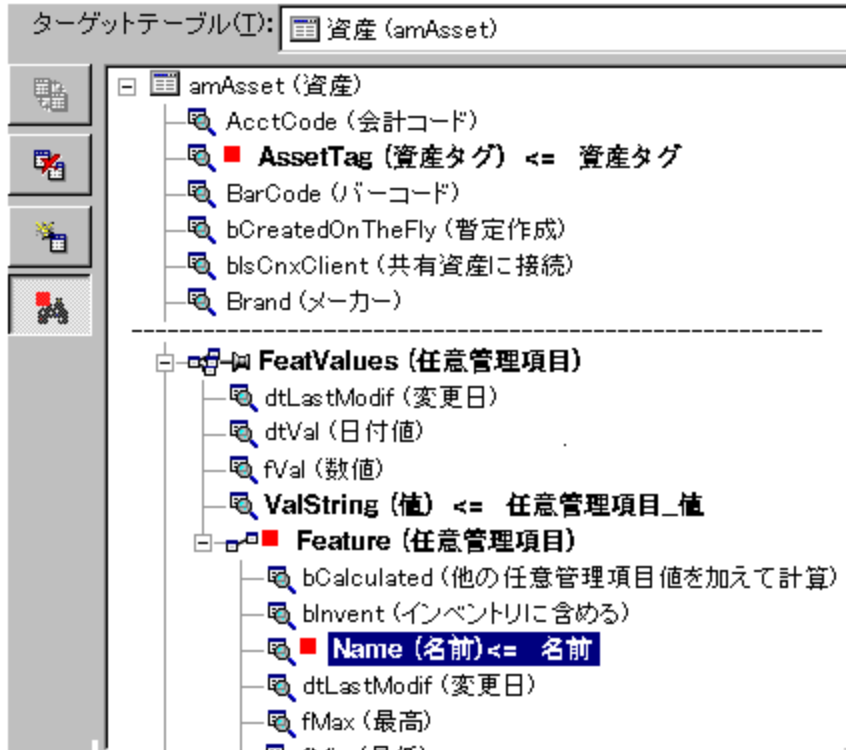 ターゲットテーブル(T): 資産 (amAsset)
amAsset (資産)
AcctCode (会計コード)
AssetTag (資産タグ) <= 資産タグ
BarCode (バーコード)
bCreatedOnTheFly (暫定作成)
bIsCnxClient (共有資産に接続)
Brand (メーカー)
FeatValues (任意管理項目)
dtLastModif (変更日)
dtVal (日付値)
fVal (数値)
ValString (値) <= 任意管理項目_値
Feature (任意管理項目)
bCalculated (他の任意管理項目値を加えて計算)
bInvent (インベントリに含める)
Name (名前)<= 名前
dtLastModif (変更日)
fMax (最高)